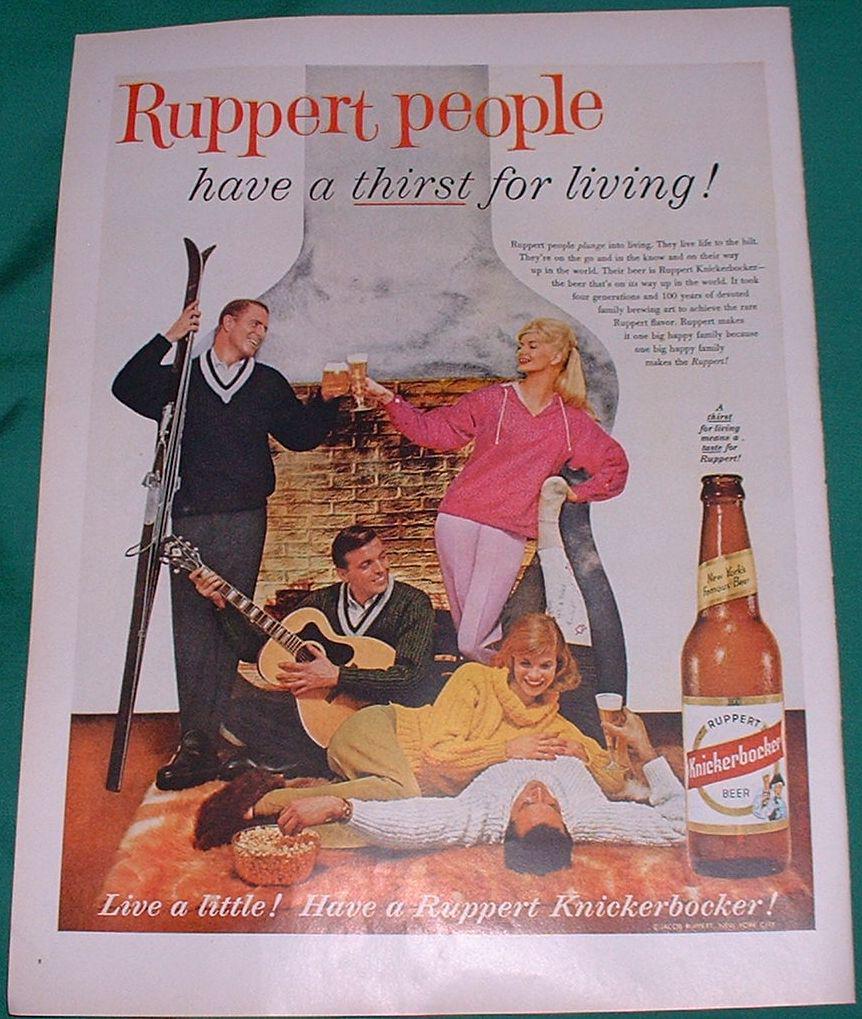 Ruppert people
have a thirst for living!
Ruppert people plunge into living. They live life to the hilt.
They're on the go and in the know and on their way
up in the world. Their beer is Ruppert Knickerbocker—
the beer that's on its way up in the world. It took
four generations and 100 years of devoted
family brewing art to achieve the rare
Ruppert flavor. Ruppert makes
it one big happy family because
one big happy family
makes the Ruppert!
A
thirst
for living
means a
taste for
Ruppert!
New York's
Famous Beer
RUPPERT
Knickerbocker
BEER
Live a little! Have a Ruppert Knickerbocker!
© JACOB RUPPERT, NEW YORK CITY